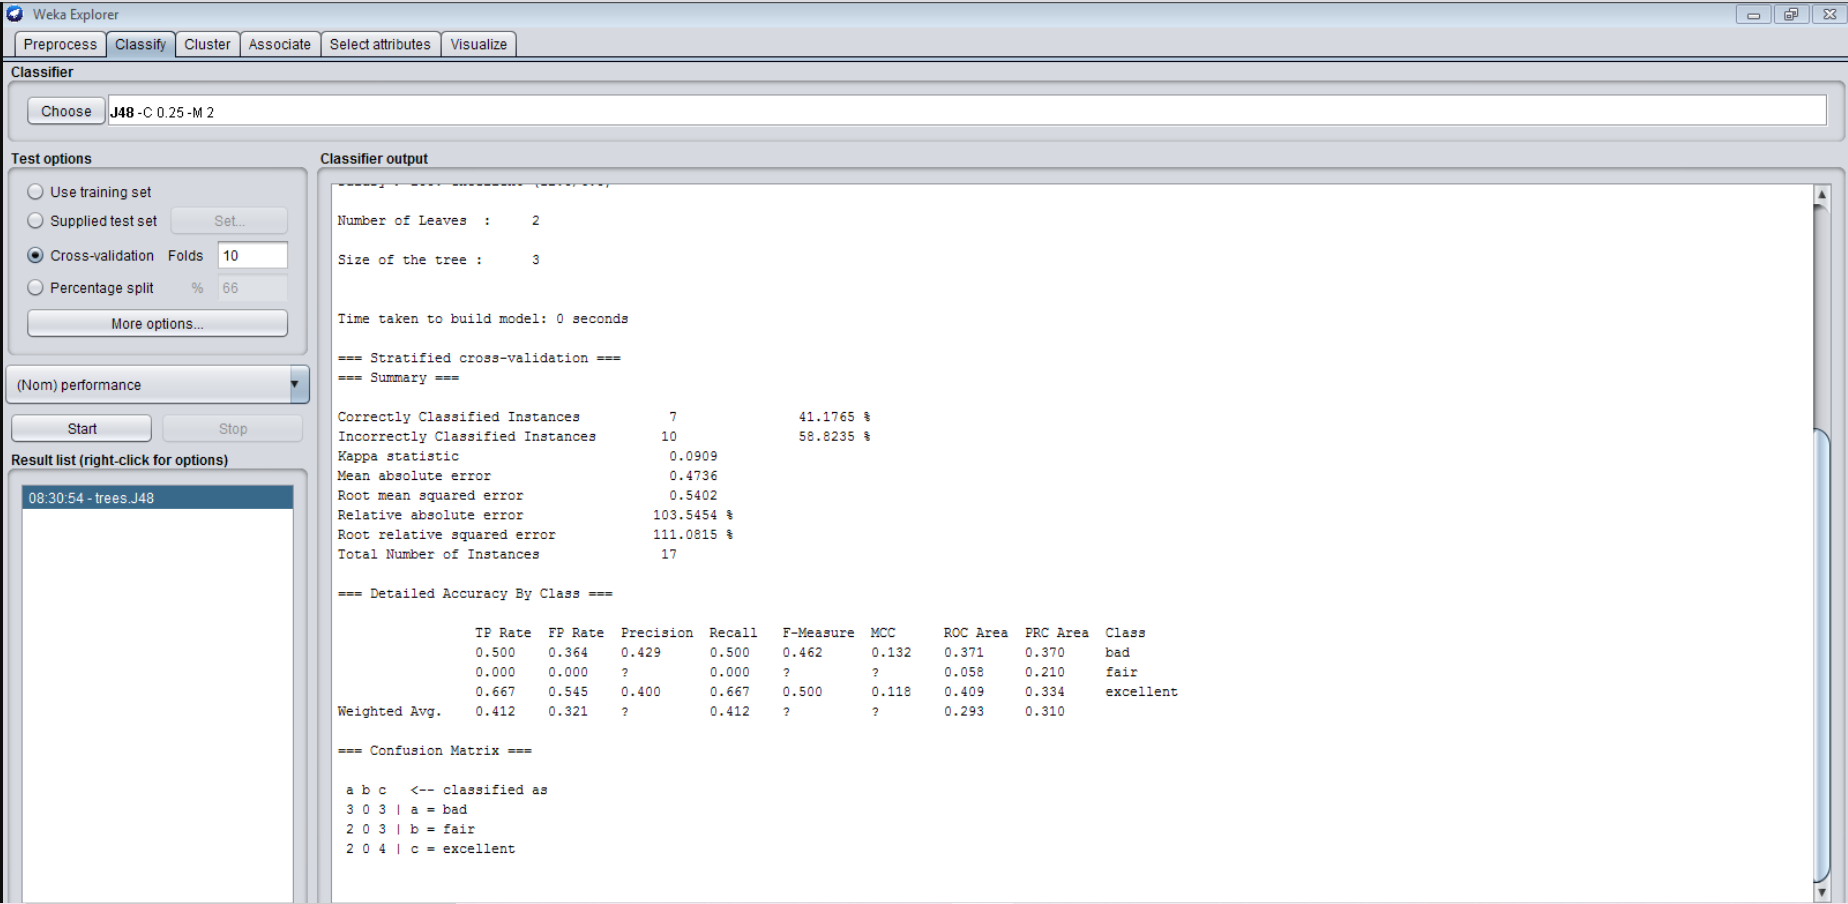 Weka Explorer
Preprocess Classify Cluster Associate Select attributes Visualize
Classifier
Choose J48 -C 0.25 -M 2
Test options
Use training set
Supplied test set Set...
Cross-validation Folds 10
Percentage split % 66
More options...
(Nom) performance
Start Stop
Result list (right-click for options)
08:30:54 - trees.J48
Classifier output
Number of Leaves : 2
Size of the tree : 3
Time taken to build model: 0 seconds
=== Stratified cross-validation ===
=== Summary ===
Correctly Classified Instances 7 41.1765 %
Incorrectly Classified Instances 10 58.8235 %
Kappa statistic 0.0909
Mean absolute error 0.4736
Root mean squared error 0.5402
Relative absolute error 103.5454 %
Root relative squared error 111.0815 %
Total Number of Instances 17
=== Detailed Accuracy By Class ===
TP Rate FP Rate Precision Recall F-Measure MCC ROC Area PRC Area Class
0.500 0.364 0.429 0.500 0.462 0.132 0.371 0.370 bad
0.000 0.000 ? 0.000 ? ? 0.058 0.210 fair
0.667 0.545 0.400 0.667 0.500 0.118 0.409 0.334 excellent
Weighted Avg. 0.412 0.321 ? 0.412 ? ? 0.293 0.310
=== Confusion Matrix ===
a b c <-- classified as
3 0 3 | a = bad
2 0 3 | b = fair
2 0 4 | c = excellent